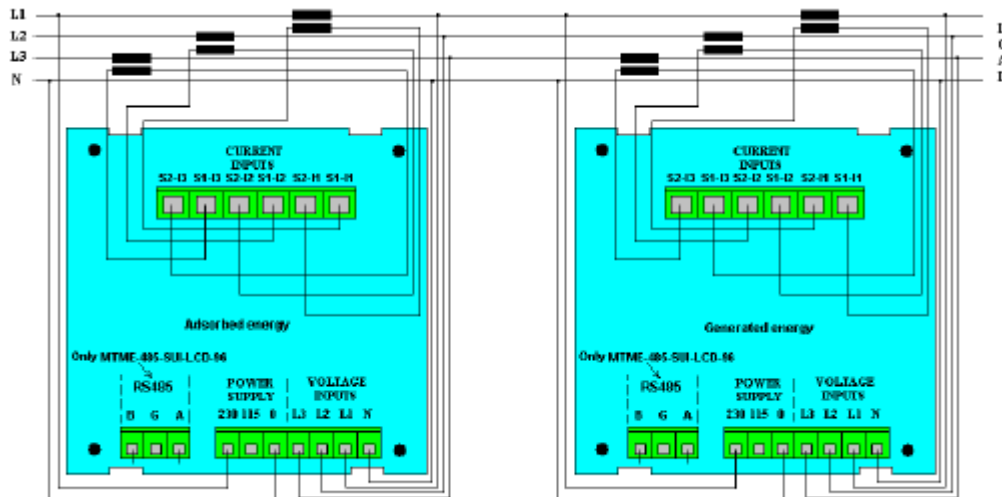 L1
L2
L3
N
L
O
A
D
CURRENT
INPUTS
S2-I3 S1-I3 S2-I2 S1-I2 S2-I1 S1-I1
Adsorbed energy
Only MTME-485-SUI-LCD-96
RS485
B G A
POWER
SUPPLY
230 115 0
VOLTAGE
INPUTS
L3 L2 L1 N
CURRENT
INPUTS
S2-I3 S1-I3 S2-I2 S1-I2 S2-I1 S1-I1
Generated energy
Only MTME-485-SUI-LCD-96
RS485
B G A
POWER
SUPPLY
230 115 0
VOLTAGE
INPUTS
L3 L2 L1 N